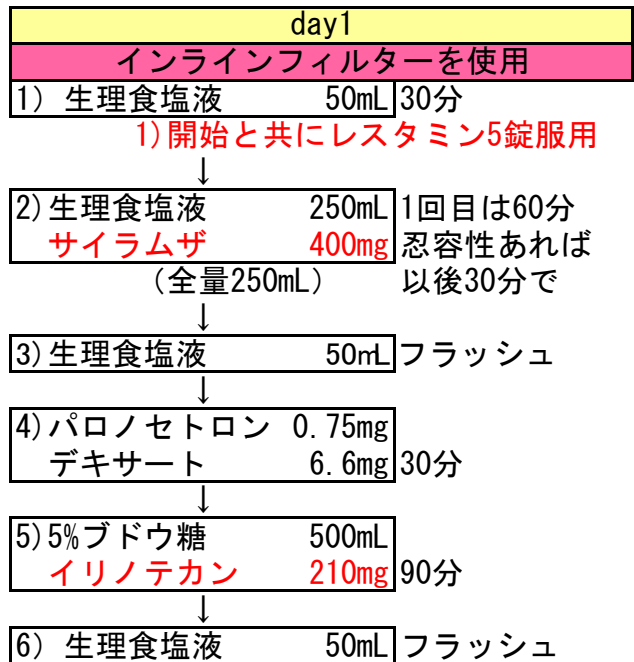 day1
インラインフィルターを使用
1) 生理食塩液 50mL 30分
1)開始と共にレスタミン5錠服用
↓
2)生理食塩液 250mL 1回目は60分
サイラムザ 400mg 忍容性あれば
(全量250mL) 以後30分で
↓
3)生理食塩液 50mL フラッシュ
↓
4)パロノセトロン 0.75mg
デキサート 6.6mg 30分
↓
5)5%ブドウ糖 500mL
イリノテカン 210mg 90分
↓
6) 生理食塩液 50mL フラッシュ